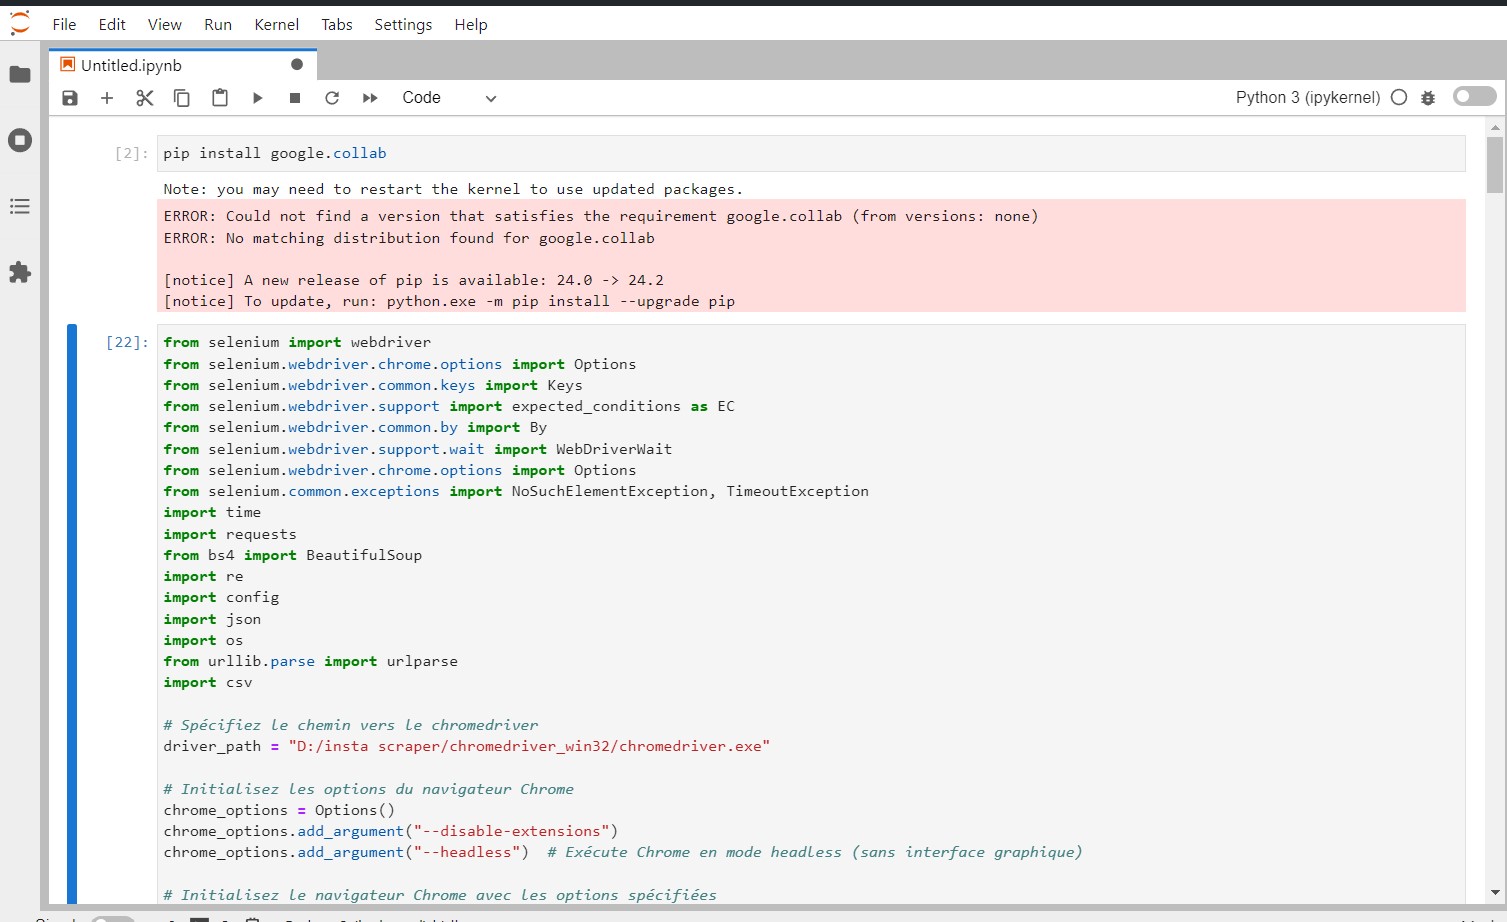 File Edit View Run Kernel Tabs Settings Help
Untitled.ipynb
Code
Python 3 (ipykernel)
[2]: pip install google.collab
Note: you may need to restart the kernel to use updated packages.
ERROR: Could not find a version that satisfies the requirement google.collab (from versions: none)
ERROR: No matching distribution found for google.collab
[notice] A new release of pip is available: 24.0 -> 24.2
[notice] To update, run: python.exe -m pip install --upgrade pip
[22]: from selenium import webdriver
from selenium.webdriver.chrome.options import Options
from selenium.webdriver.common.keys import Keys
from selenium.webdriver.support import expected_conditions as EC
from selenium.webdriver.common.by import By
from selenium.webdriver.support.wait import WebDriverWait
from selenium.webdriver.chrome.options import Options
from selenium.common.exceptions import NoSuchElementException, TimeoutException
import time
import requests
from bs4 import BeautifulSoup
import re
import config
import json
import os
from urllib.parse import urlparse
import csv
# Spécifiez le chemin vers le chromedriver
driver_path = "D:/insta scraper/chromedriver_win32/chromedriver.exe"
# Initialisez les options du navigateur Chrome
chrome_options = Options()
chrome_options.add_argument("--disable-extensions")
chrome_options.add_argument("--headless")  # Exécute Chrome en mode headless (sans interface graphique)
# Initialisez le navigateur Chrome avec les options spécifiées